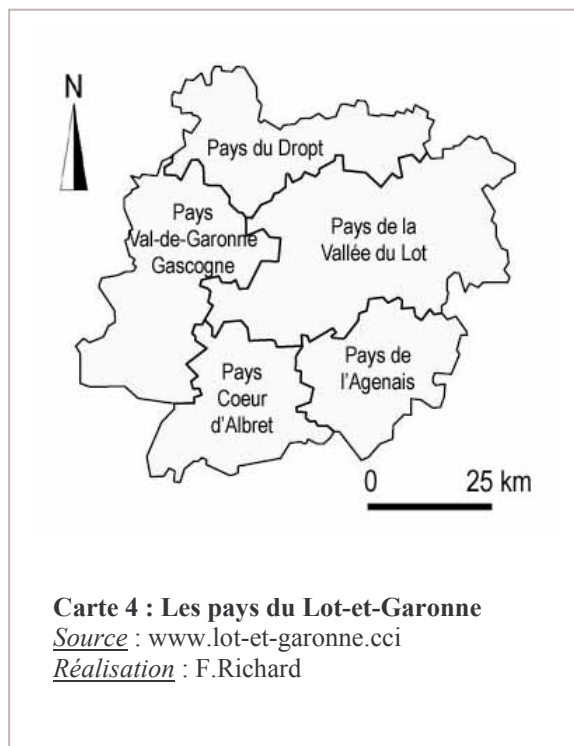 N
Pays du Dropt
Pays
Val-de-Garonne
Gascogne
Pays de la
Vallée du Lot
Pays
Coeur
d'Albret
Pays de
l'Agenais
0 25 km
Carte 4 : Les pays du Lot-et-Garonne
Source : www.lot-et-garonne.cci
Réalisation : F.Richard